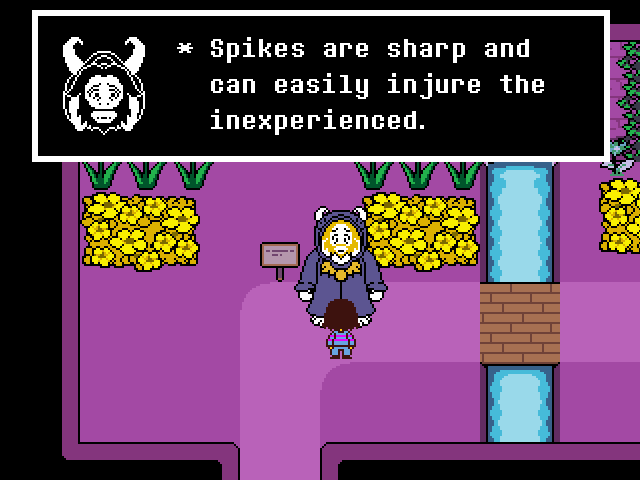 * Spikes are sharp and
can easily injure the
inexperienced.